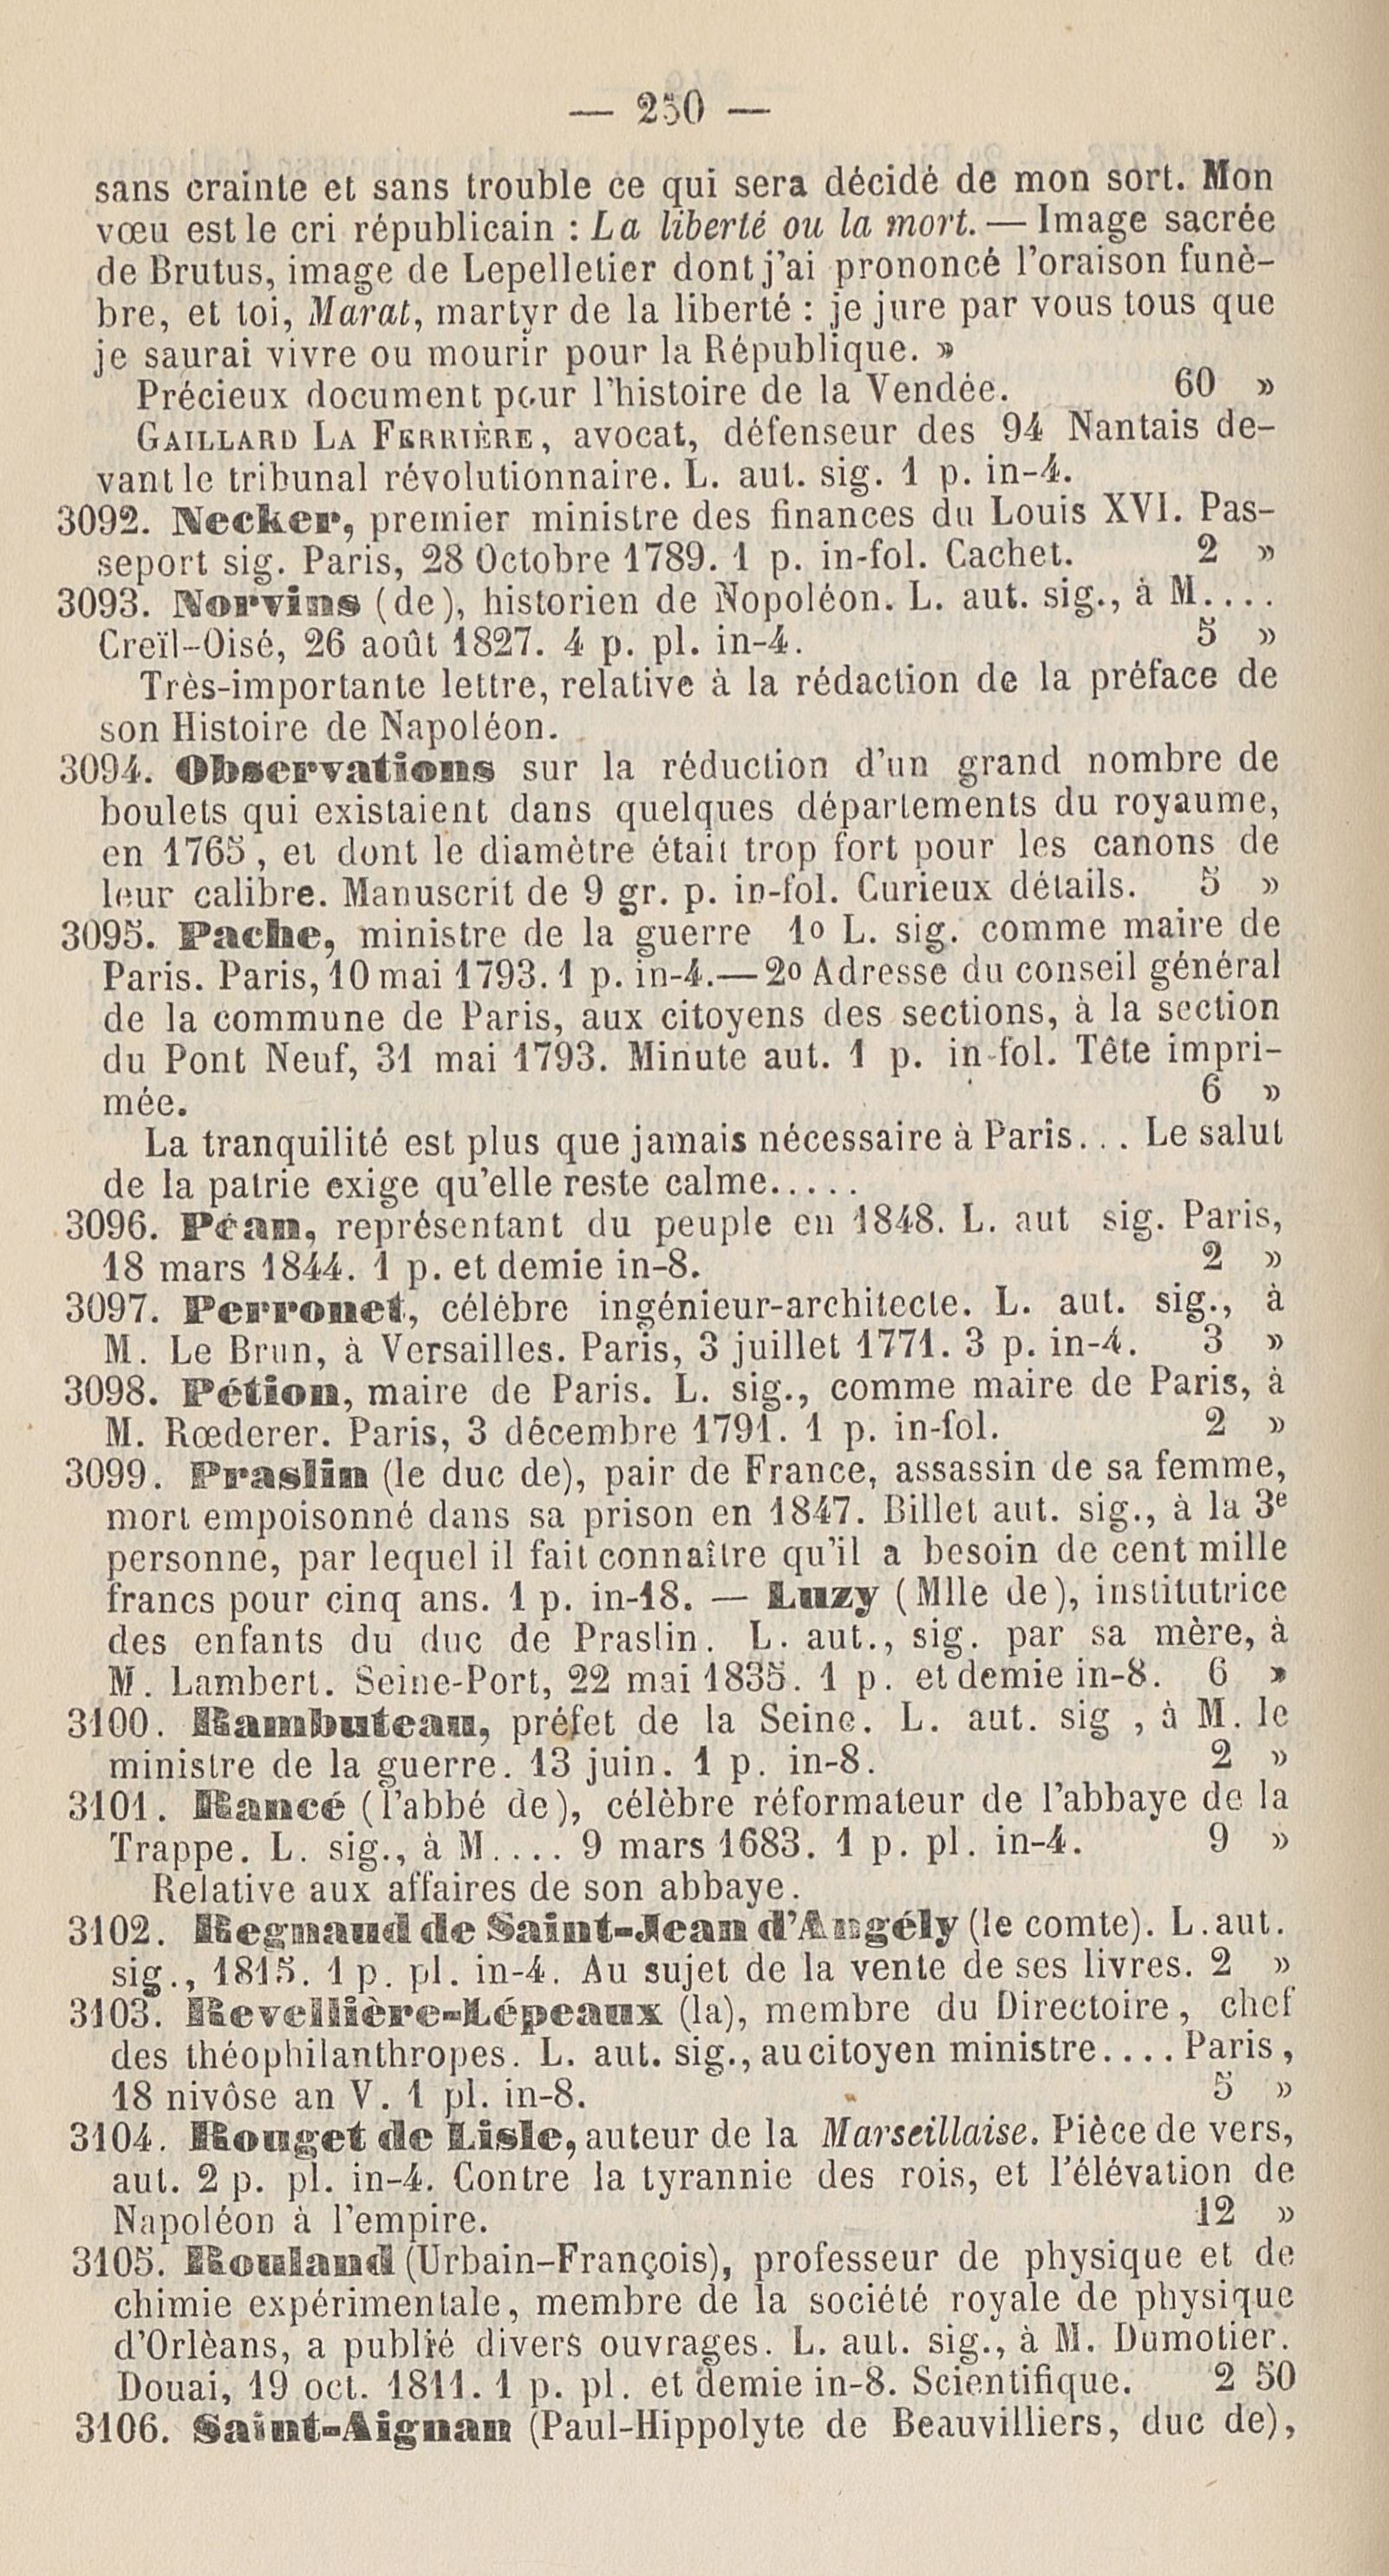 — 250 —
sans crainte et sans trouble ce qui sera décidé de mon sort. Mon
vœu est le cri républicain : La liberté ou la mort. — Image sacrée
de Brutus, image de Lepelletier dont j'ai prononcé l'oraison funè-
bre, et toi, Marat, martyr de la liberté : je jure par vous tous que
je saurai vivre ou mourir pour la République. »
Précieux document pour l'histoire de la Vendée. 60 »
GAILLARD LA FERRIÈRE, avocat, défenseur des 94 Nantais de-
vant le tribunal révolutionnaire. L. aut. sig. 1 p. in-4.
3092. Necker, premier ministre des finances du Louis XVI. Pas-
seport sig. Paris, 28 Octobre 1789. 1 p. in-fol. Cachet. 2 »
3093. Norvins (de), historien de Nopoléon. L. aut. sig., à M....
Creïl-Oisé, 26 août 1827. 4 p. pl. in-4. 5 »
Très-importante lettre, relative à la rédaction de la préface de
son Histoire de Napoléon.
3094. Observations sur la réduction d'un grand nombre de
boulets qui existaient dans quelques départements du royaume,
en 1765, et dont le diamètre était trop fort pour les canons de
leur calibre. Manuscrit de 9 gr. p. in-fol. Curieux détails. 5 »
3095. Pache, ministre de la guerre 1o L. sig. comme maire de
Paris. Paris, 10 mai 1793. 1 p. in-4.— 2o Adresse du conseil général
de la commune de Paris, aux citoyens des sections, à la section
du Pont Neuf, 31 mai 1793. Minute aut. 1 p. in-fol. Tête impri-
mée. 6 »
La tranquilité est plus que jamais nécessaire à Paris... Le salut
de la patrie exige qu'elle reste calme.....
3096. Péan, représentant du peuple en 1848. L. aut sig. Paris,
18 mars 1844. 1 p. et demie in-8. 2 »
3097. Perronet, célèbre ingénieur-architecte. L. aut. sig., à
M. Le Brun, à Versailles. Paris, 3 juillet 1771. 3 p. in-4. 3 »
3098. Pétion, maire de Paris. L. sig., comme maire de Paris, à
M. Rœderer. Paris, 3 décembre 1791. 1 p. in-fol. 2 »
3099. Praslin (le duc de), pair de France, assassin de sa femme,
mort empoisonné dans sa prison en 1847. Billet aut. sig., à la 3e
personne, par lequel il fait connaître qu'il a besoin de cent mille
francs pour cinq ans. 1 p. in-18. — Luzy (Mlle de), institutrice
des enfants du duc de Praslin. L. aut., sig. par sa mère, à
M. Lambert. Seine-Port, 22 mai 1835. 1 p. et demie in-8. 6 »
3100. Rambuteau, préfet de la Seine. L. aut. sig , à M. le
ministre de la guerre. 13 juin. 1 p. in-8. 2 »
3101. Rancé (l'abbé de), célèbre réformateur de l'abbaye de la
Trappe. L. sig., à M.... 9 mars 1683. 1 p. pl. in-4. 9 »
Relative aux affaires de son abbaye.
3102. Regnaud de Saint-Jean d'Angély (le comte). L. aut.
sig., 1815. 1 p. pl. in-4. Au sujet de la vente de ses livres. 2 »
3103. Revellière-Lépeaux (la), membre du Directoire, chef
des théophilanthropes. L. aut. sig., au citoyen ministre.... Paris,
18 nivôse an V. 1 pl. in-8. 5 »
3104. Rouget de Lisle, auteur de la Marseillaise. Pièce de vers,
aut. 2 p. pl. in-4. Contre la tyrannie des rois, et l'élévation de
Napoléon à l'empire. 12 »
3105. Rouland (Urbain-François), professeur de physique et de
chimie expérimentale, membre de la société royale de physique
d'Orlèans, a publié divers ouvrages. L. aut. sig., à M. Dumotier.
Douai, 19 oct. 1811. 1 p. pl. et demie in-8. Scientifique. 2 50
3106. Saint-Aignan (Paul-Hippolyte de Beauvilliers, duc de),